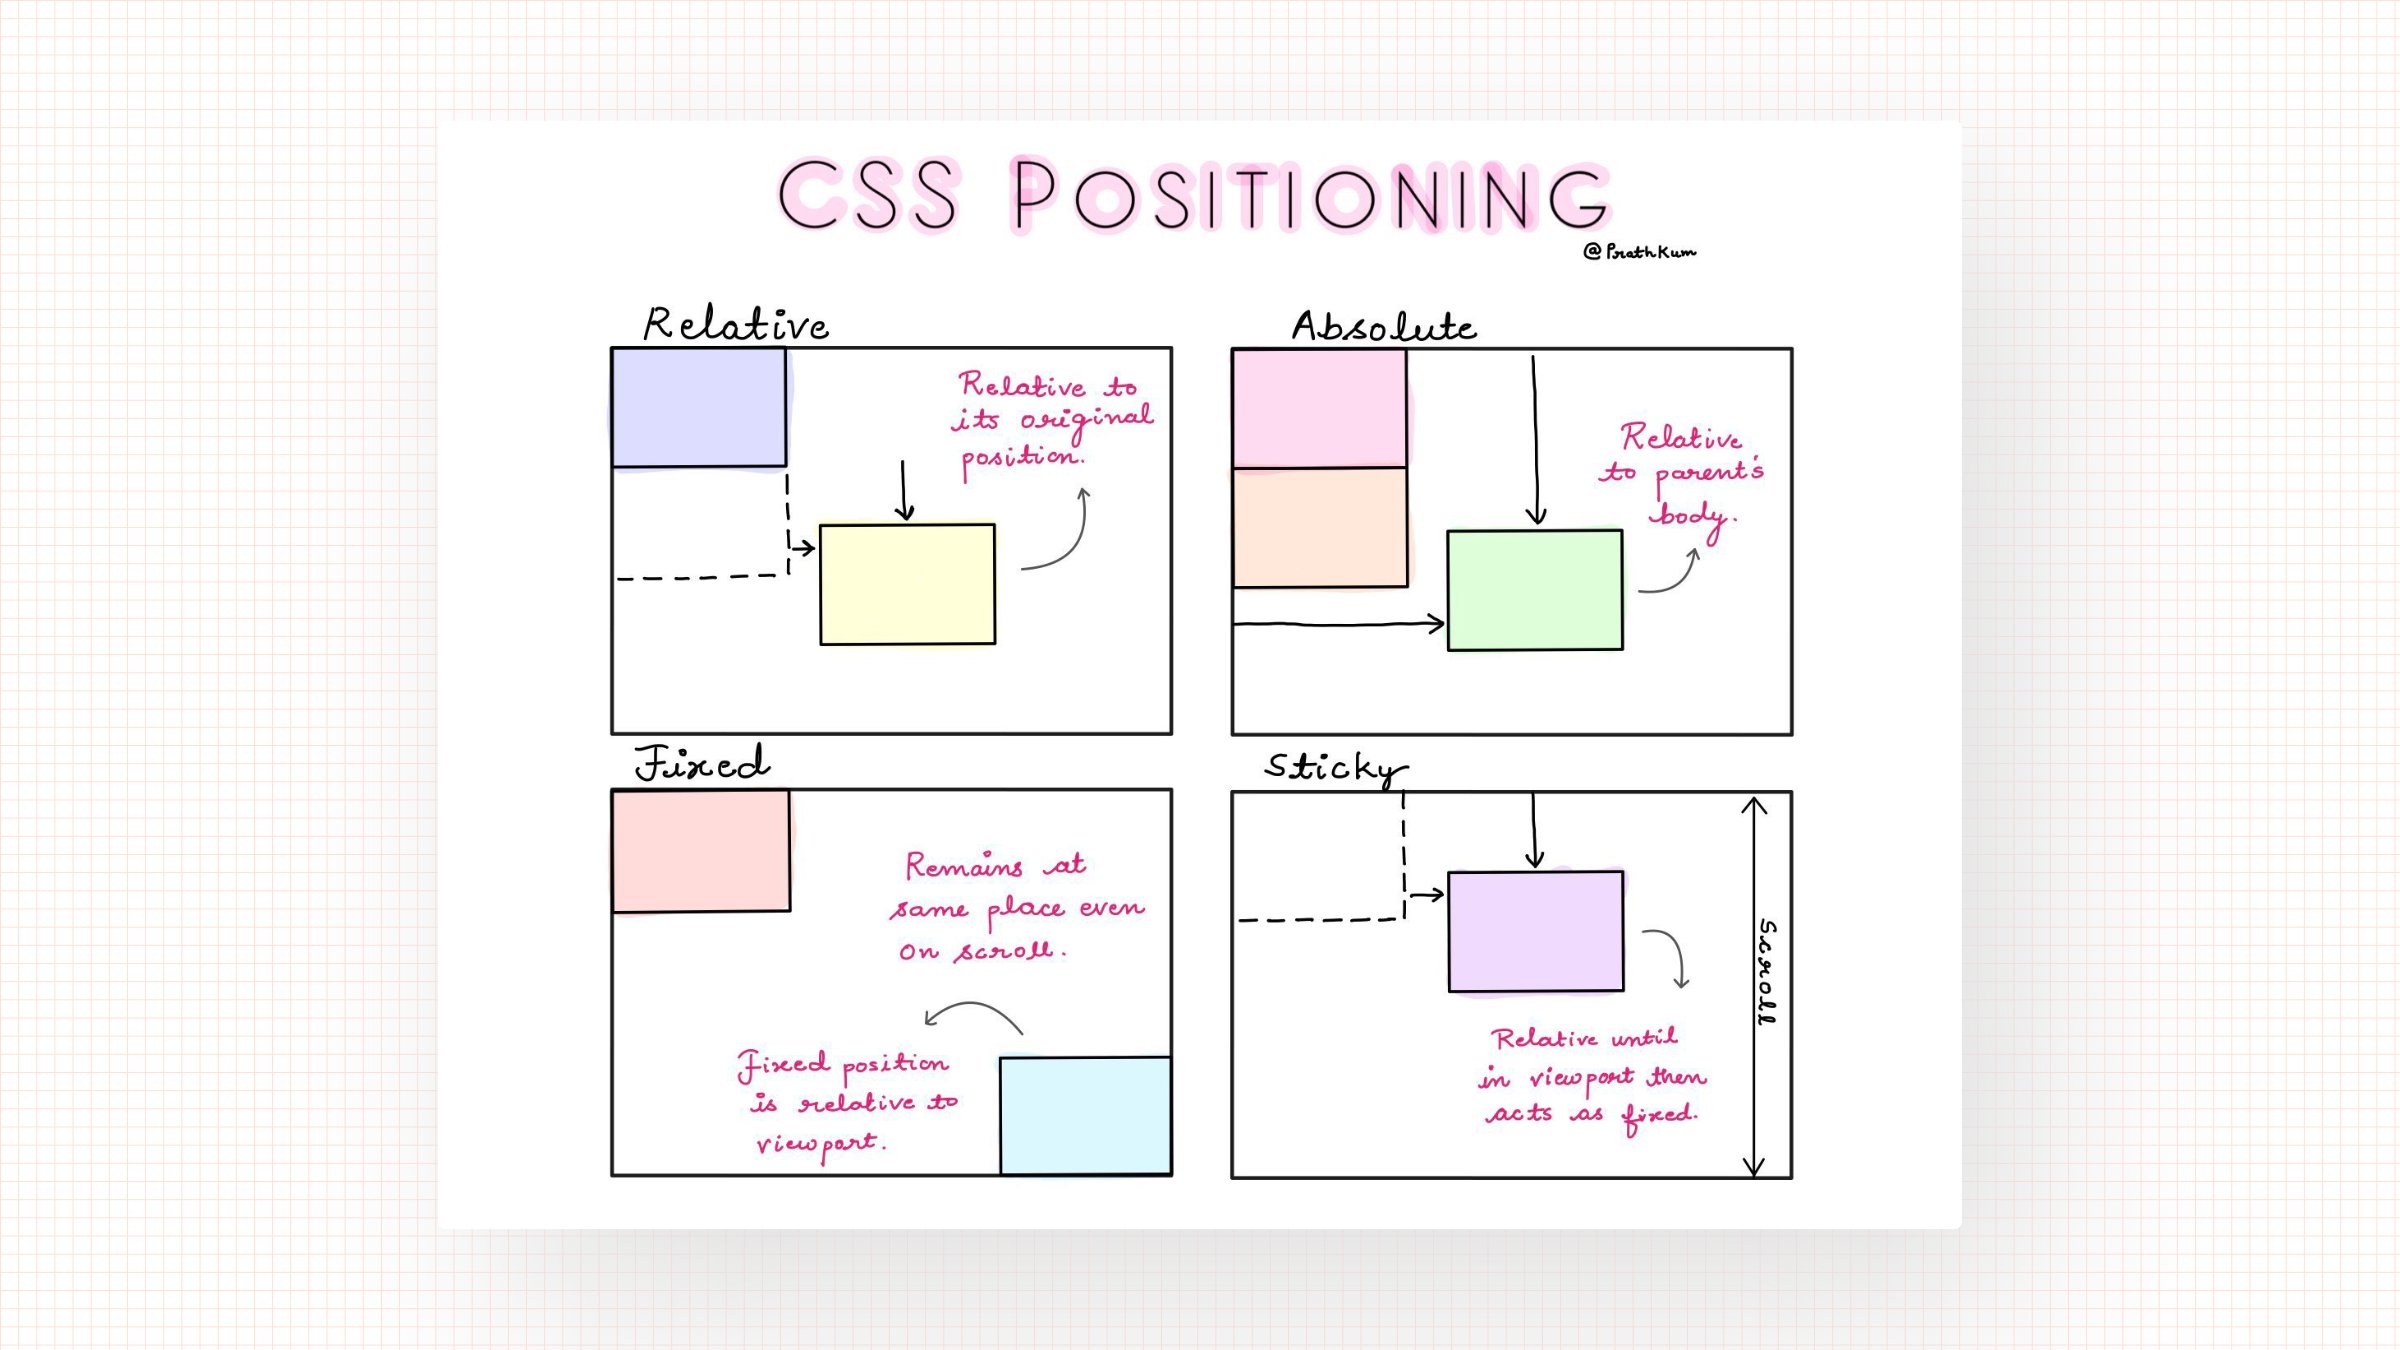 CSS POSITIONING
@PrathKum
Relative
Relative to
its original
position.
Absolute
Relative
to parent's
body.
Fixed
Remains at
same place even
on scroll.
Fixed position
is relative to
viewport.
Sticky
Scroll
Relative until
in viewport then
acts as fixed.